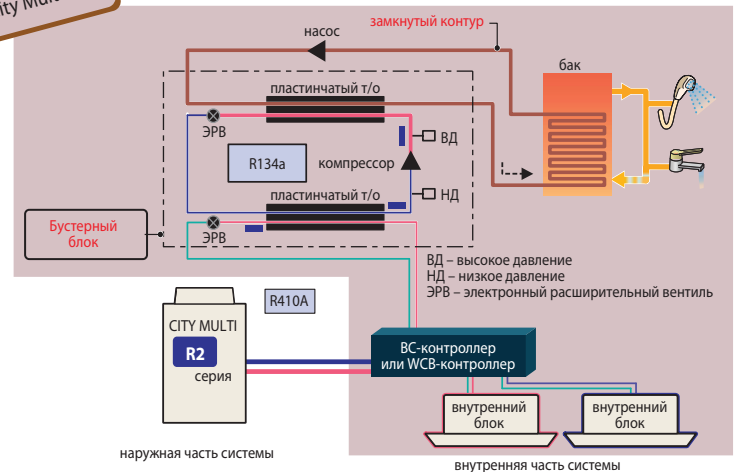 City Multi
насос
замкнутый контур
бак
пластинчатый т/о
ЭРВ
ВД
R134a
компрессор
пластинчатый т/о
НД
Бустерный
блок
ЭРВ
ВД – высокое давление
НД – низкое давление
ЭРВ – электронный расширительный вентиль
R410A
CITY MULTI
R2
серия
BC-контроллер
или WCB-контроллер
внутренний
блок
внутренний
блок
наружная часть системы
внутренняя часть системы